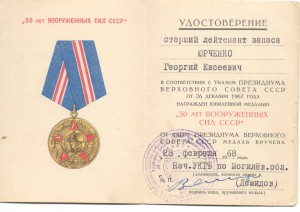 "50 ЛЕТ ВООРУЖЕННЫХ СИЛ СССР"
УДОСТОВЕРЕНИЕ
старший лейтенант запаса
ЮРЧЕНКО
Георгий Евсеевич
В СООТВЕТСТВИИ С УКАЗОМ ПРЕЗИДИУМА
ВЕРХОВНОГО СОВЕТА СССР
ОТ 26 ДЕКАБРЯ 1967 ГОДА
НАГРАЖДЕН ЮБИЛЕЙНОЙ МЕДАЛЬЮ
"50 ЛЕТ ВООРУЖЕННЫХ
СИЛ СССР"
ОТ ИМЕНИ ПРЕЗИДИУМА ВЕРХОВНОГО
СОВЕТА СССР МЕДАЛЬ ВРУЧЕНА
23 февраля 68
Нач.УКГБ по Могилёв.обл.
(Демидов)